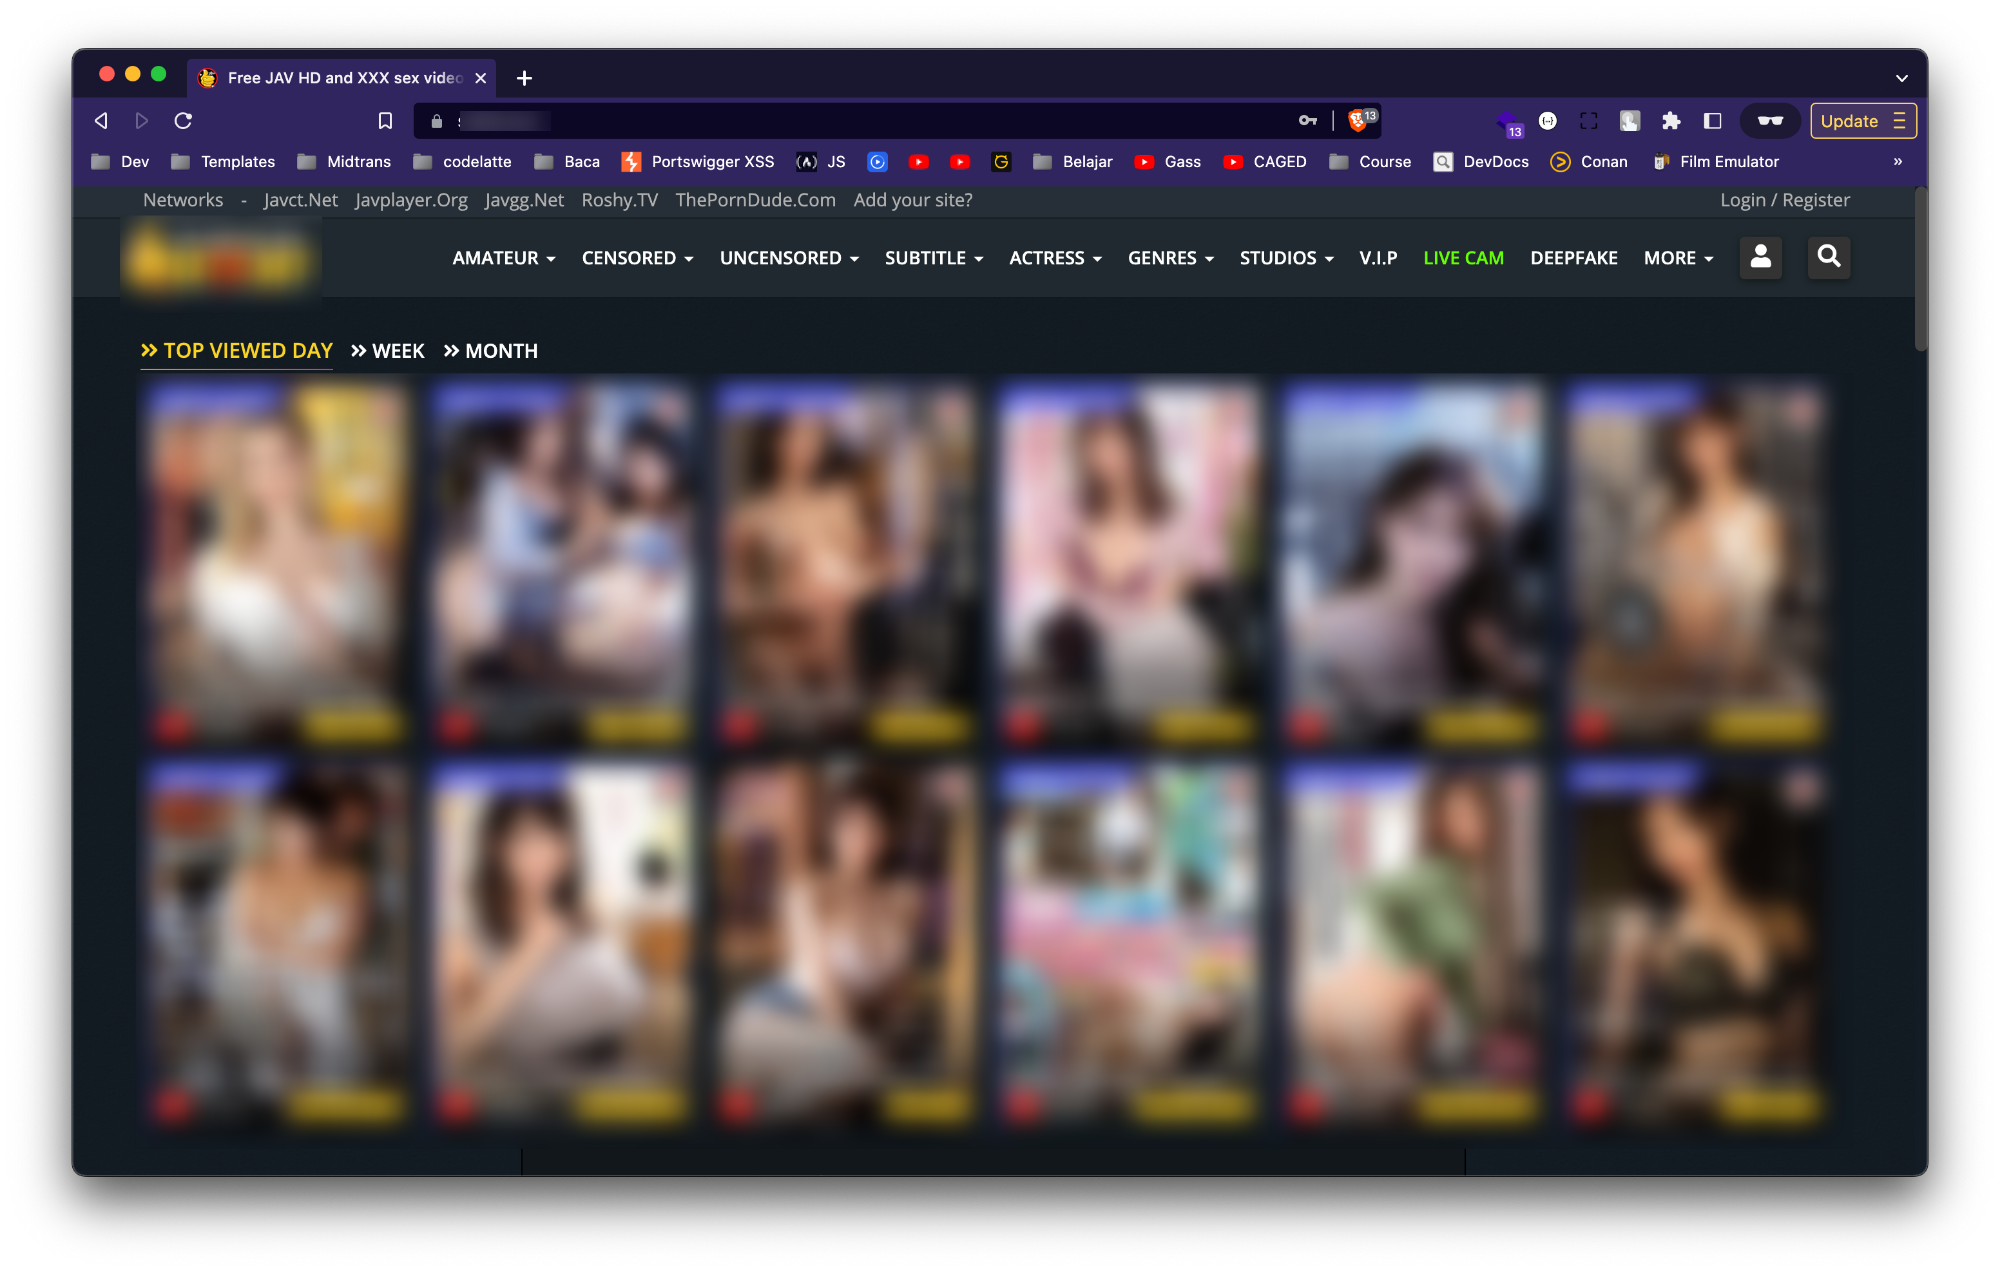 Free JAV HD and XXX sex video
13
13
Update
Dev Templates Midtrans codelatte Baca Portswigger XSS JS Belajar Gass CAGED Course DevDocs Conan Film Emulator »
Networks - Javct.Net Javplayer.Org Javgg.Net Roshy.TV ThePornDude.Com Add your site? Login / Register
AMATEUR CENSORED UNCENSORED SUBTITLE ACTRESS GENRES STUDIOS V.I.P LIVE CAM DEEPFAKE MORE
» TOP VIEWED DAY » WEEK » MONTH